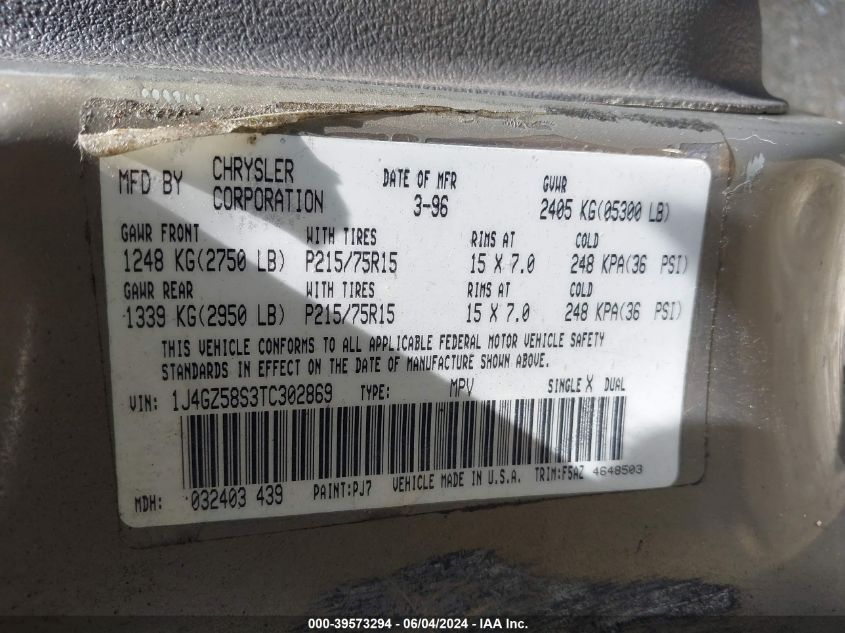 MFD BY CHRYSLER CORPORATION DATE OF MFR 3-96 GVWR 2405 KG(05300 LB)
GAWR FRONT WITH TIRES RIMS AT COLD
1248 KG(2750 LB) P215/75R15 15 X 7.0 248 KPA(36 PSI)
GAWR REAR WITH TIRES RIMS AT COLD
1339 KG(2950 LB) P215/75R15 15 X 7.0 248 KPA(36 PSI)
THIS VEHICLE CONFORMS TO ALL APPLICABLE FEDERAL MOTOR VEHICLE SAFETY
STANDARDS IN EFFECT ON THE DATE OF MANUFACTURE SHOWN ABOVE.
VIN: 1J4GZ58S3TC302869 TYPE: MPV SINGLE X DUAL
MDH: 032403 439 PAINT:PJ7 VEHICLE MADE IN U.S.A. TRIM:F5AZ 4648503
000-39573294 - 06/04/2024 - IAA Inc.